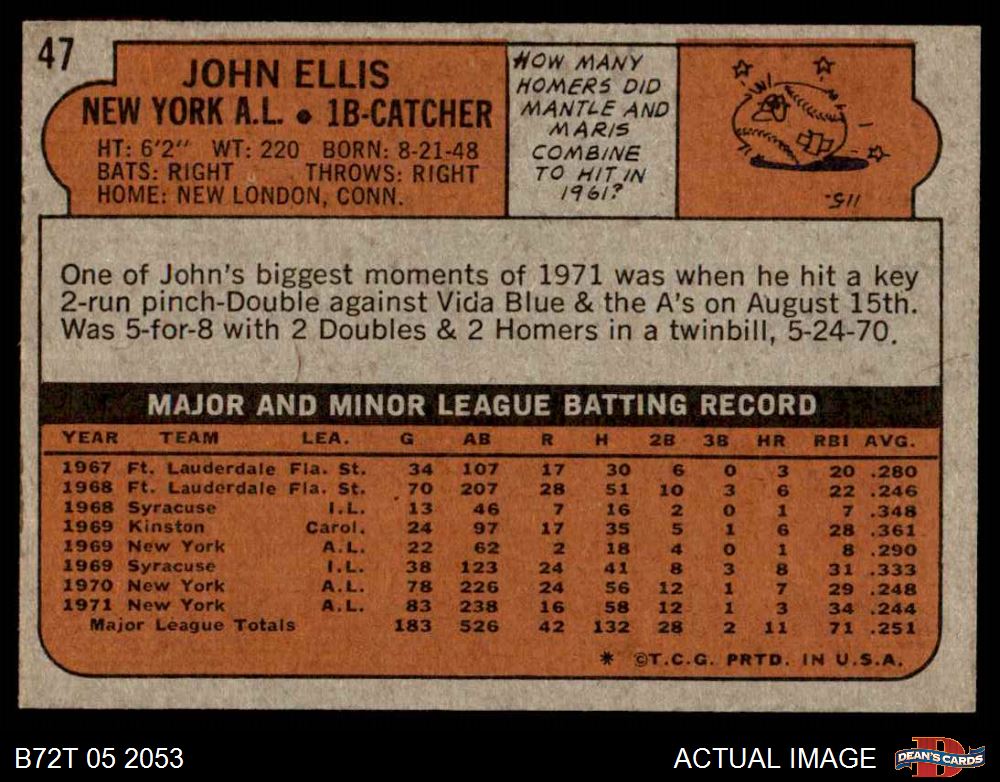 47
JOHN ELLIS
NEW YORK A.L. • 1B-CATCHER
HT: 6'2" WT: 220 BORN: 8-21-48
BATS: RIGHT THROWS: RIGHT
HOME: NEW LONDON, CONN.
HOW MANY
HOMERS DID
MANTLE AND
MARIS
COMBINE
TO HIT IN
1961?
115.
One of John's biggest moments of 1971 was when he hit a key
2-run pinch-Double against Vida Blue & the A's on August 15th.
Was 5-for-8 with 2 Doubles & 2 Homers in a twinbill, 5-24-70.
MAJOR AND MINOR LEAGUE BATTING RECORD
YEAR TEAM LEA. G AB R H 2B 3B HR RBI AVG.
1967 Ft. Lauderdale Fla. St. 34 107 17 30 6 0 3 20 .280
1968 Ft. Lauderdale Fla. St. 70 207 28 51 10 3 6 22 .246
1968 Syracuse I.L. 13 46 7 16 2 0 1 7 .348
1969 Kinston Carol. 24 97 17 35 5 1 6 28 .361
1969 New York A.L. 22 62 2 18 4 0 1 8 .290
1969 Syracuse I.L. 38 123 24 41 8 3 8 31 .333
1970 New York A.L. 78 226 24 56 12 1 7 29 .248
1971 New York A.L. 83 238 16 58 12 1 3 34 .244
Major League Totals 183 526 42 132 28 2 11 71 .251
* ©T.C.G. PRTD. IN U.S.A.
B72T 05 2053
ACTUAL IMAGE
D
DEAN'S CARDS